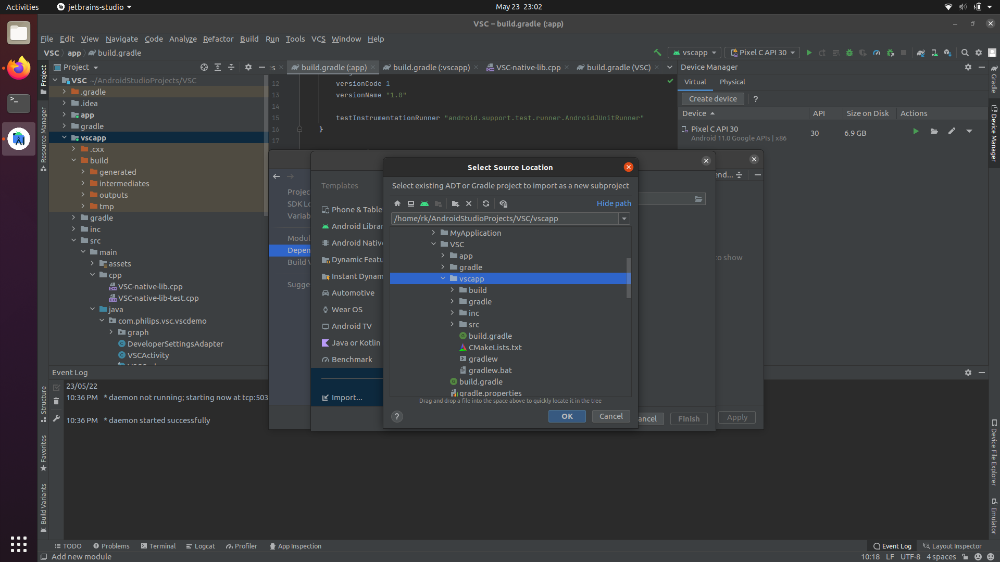 Activities
jetbrains-studio
May 23 23:02
VSC – build.gradle (:app)
File Edit View Navigate Code Analyze Refactor Build Run Tools VCS Window Help
VSC app build.gradle
vscapp
Pixel C API 30
Project
build.gradle (:app)
build.gradle (:vscapp)
VSC-native-lib.cpp
build.gradle (VSC)
Device Manager
VSC ~/AndroidStudioProjects/VSC
.gradle
.idea
app
gradle
vscapp
.cxx
build
generated
intermediates
outputs
tmp
gradle
inc
src
main
assets
cpp
VSC-native-lib.cpp
VSC-native-lib-test.cpp
java
com.philips.vsc.vscdemo
graph
DeveloperSettingsAdapter
VSCActivity
12 versionCode 1
13 versionName "1.0"
14
15 testInstrumentationRunner "android.support.test.runner.AndroidJUnitRunner"
16 }
17
Virtual Physical
Create device ?
Device API Size on Disk Actions
Pixel C API 30
Android 11.0 Google APIs | x86
30 6.9 GB
Projec
SDK Lo
Variab
Modul
Depen
Build V
Sugge
end...
to show
Templates
Phone & Table
Android Librar
Android Native
Dynamic Featu
Instant Dynam
Automotive
Wear OS
Android TV
Java or Kotlin
Benchmark
Import...
ancel
Finish
Apply
Select Source Location
Select existing ADT or Gradle project to import as a new subproject
Hide path
/home/rk/AndroidStudioProjects/VSC/vscapp
MyApplication
VSC
app
gradle
vscapp
build
gradle
inc
src
build.gradle
CMakeLists.txt
gradlew
gradlew.bat
build.gradle
gradle.properties
Drag and drop a file into the space above to quickly locate it in the tree
?
OK
Cancel
Event Log
23/05/22
10:36 PM * daemon not running; starting now at tcp:503
10:36 PM * daemon started successfully
Project
Resource Manager
Structure
Favorites
Build Variants
Gradle
Device Manager
Device File Explorer
Emulator
TODO Problems Terminal Logcat Profiler App Inspection
Event Log Layout Inspector
Add new module
10:18 LF UTF-8 4 spaces